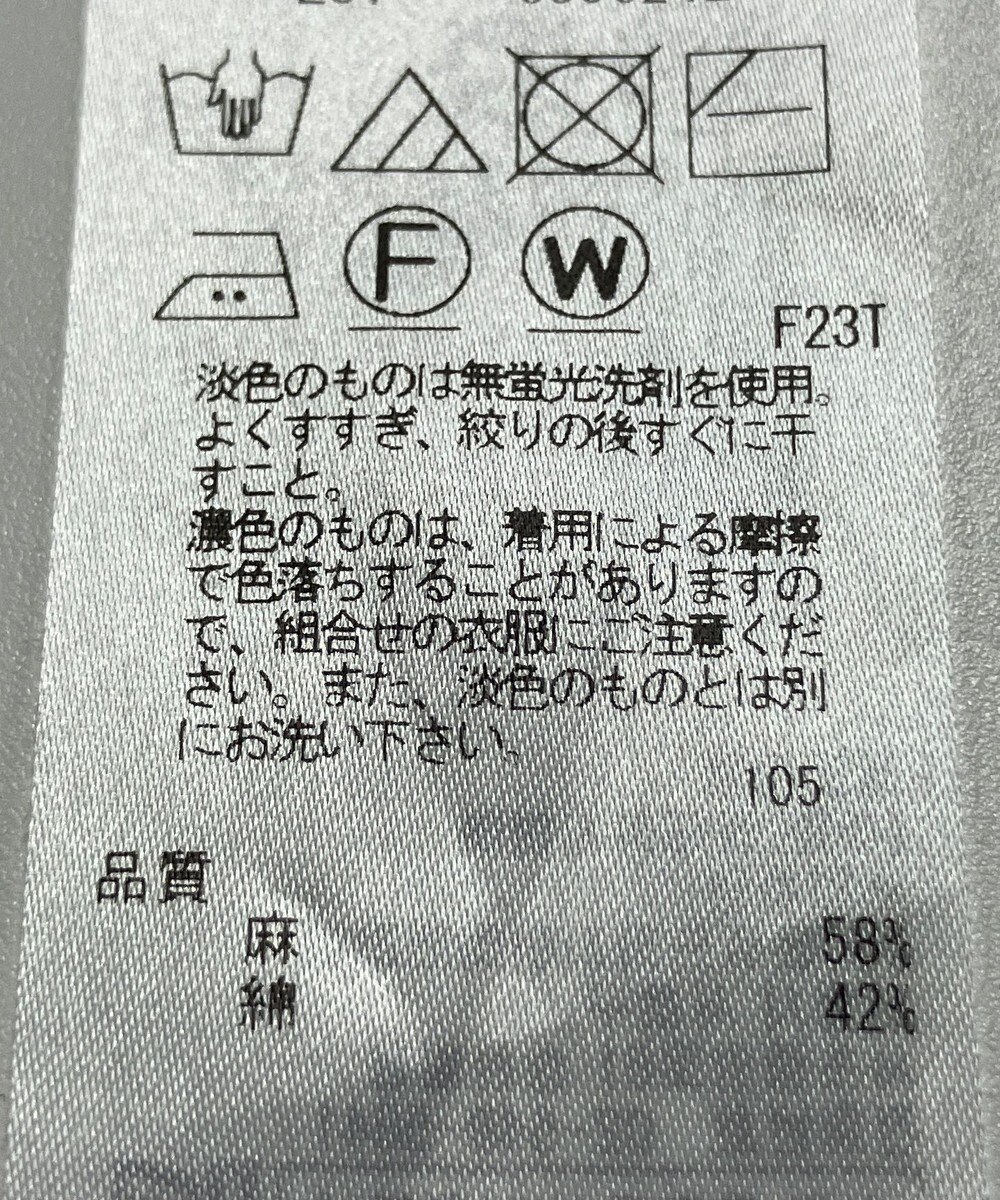 F
W
F23T
淡色のものは無蛍光洗剤を使用。
よくすすぎ、絞りの後すぐに干
すこと。
濃色のものは、着用による摩擦
で色落ちすることがありますの
で、組合せの衣服にご注意くだ
さい。また、淡色のものとは別
にお洗い下さい。
105
品質
麻 58%
綿 42%